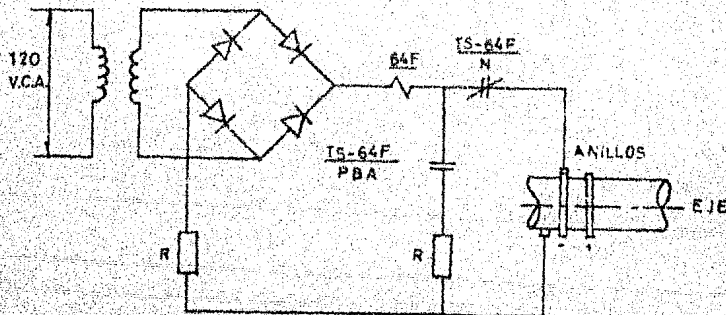 120
V.C.A.
64F
TS-64F
N
TS-64F
PBA
ANILLOS
EJE
R
R
- +